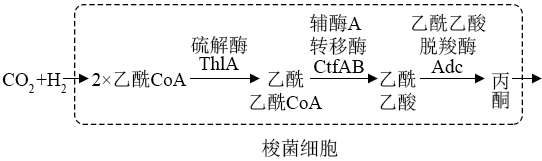 辅酶A 乙酰乙酸
硫解酶 转移酶 脱羧酶
ThlA CtfAB Adc
CO₂+H₂ 2×乙酰CoA 乙酰 乙酰 丙
乙酰CoA 乙酸 酮
梭菌细胞